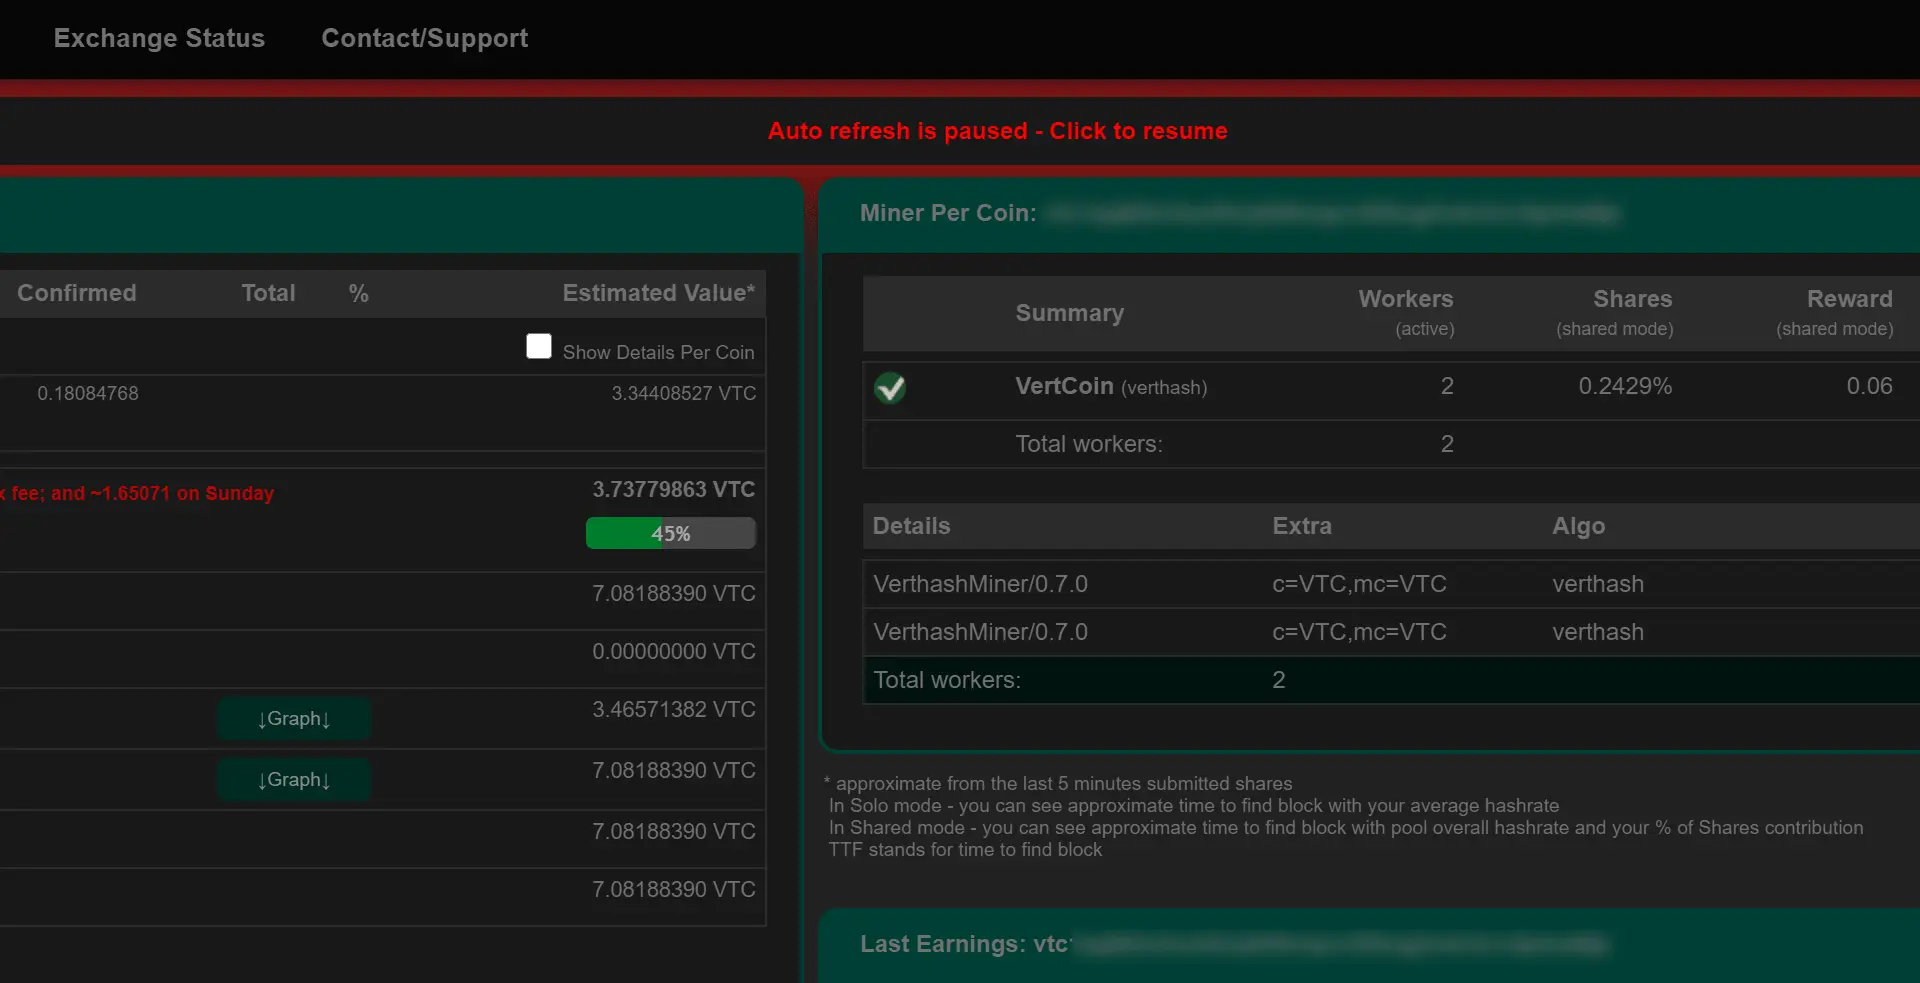 Exchange Status Contact/Support
Auto refresh is paused - Click to resume
Confirmed Total % Estimated Value*
Show Details Per Coin
0.18084768 3.34408527 VTC
fee; and ~1.65071 on Sunday 3.73779863 VTC
45%
7.08188390 VTC
0.00000000 VTC
↓Graph↓ 3.46571382 VTC
↓Graph↓ 7.08188390 VTC
7.08188390 VTC
7.08188390 VTC
Miner Per Coin:
Summary Workers Shares Reward
(active) (shared mode) (shared mode)
VertCoin (verthash) 2 0.2429% 0.06
Total workers: 2
Details Extra Algo
VerthashMiner/0.7.0 c=VTC,mc=VTC verthash
VerthashMiner/0.7.0 c=VTC,mc=VTC verthash
Total workers: 2
* approximate from the last 5 minutes submitted shares
In Solo mode - you can see approximate time to find block with your average hashrate
In Shared mode - you can see approximate time to find block with pool overall hashrate and your % of Shares contribution
TTF stands for time to find block
Last Earnings: vtc